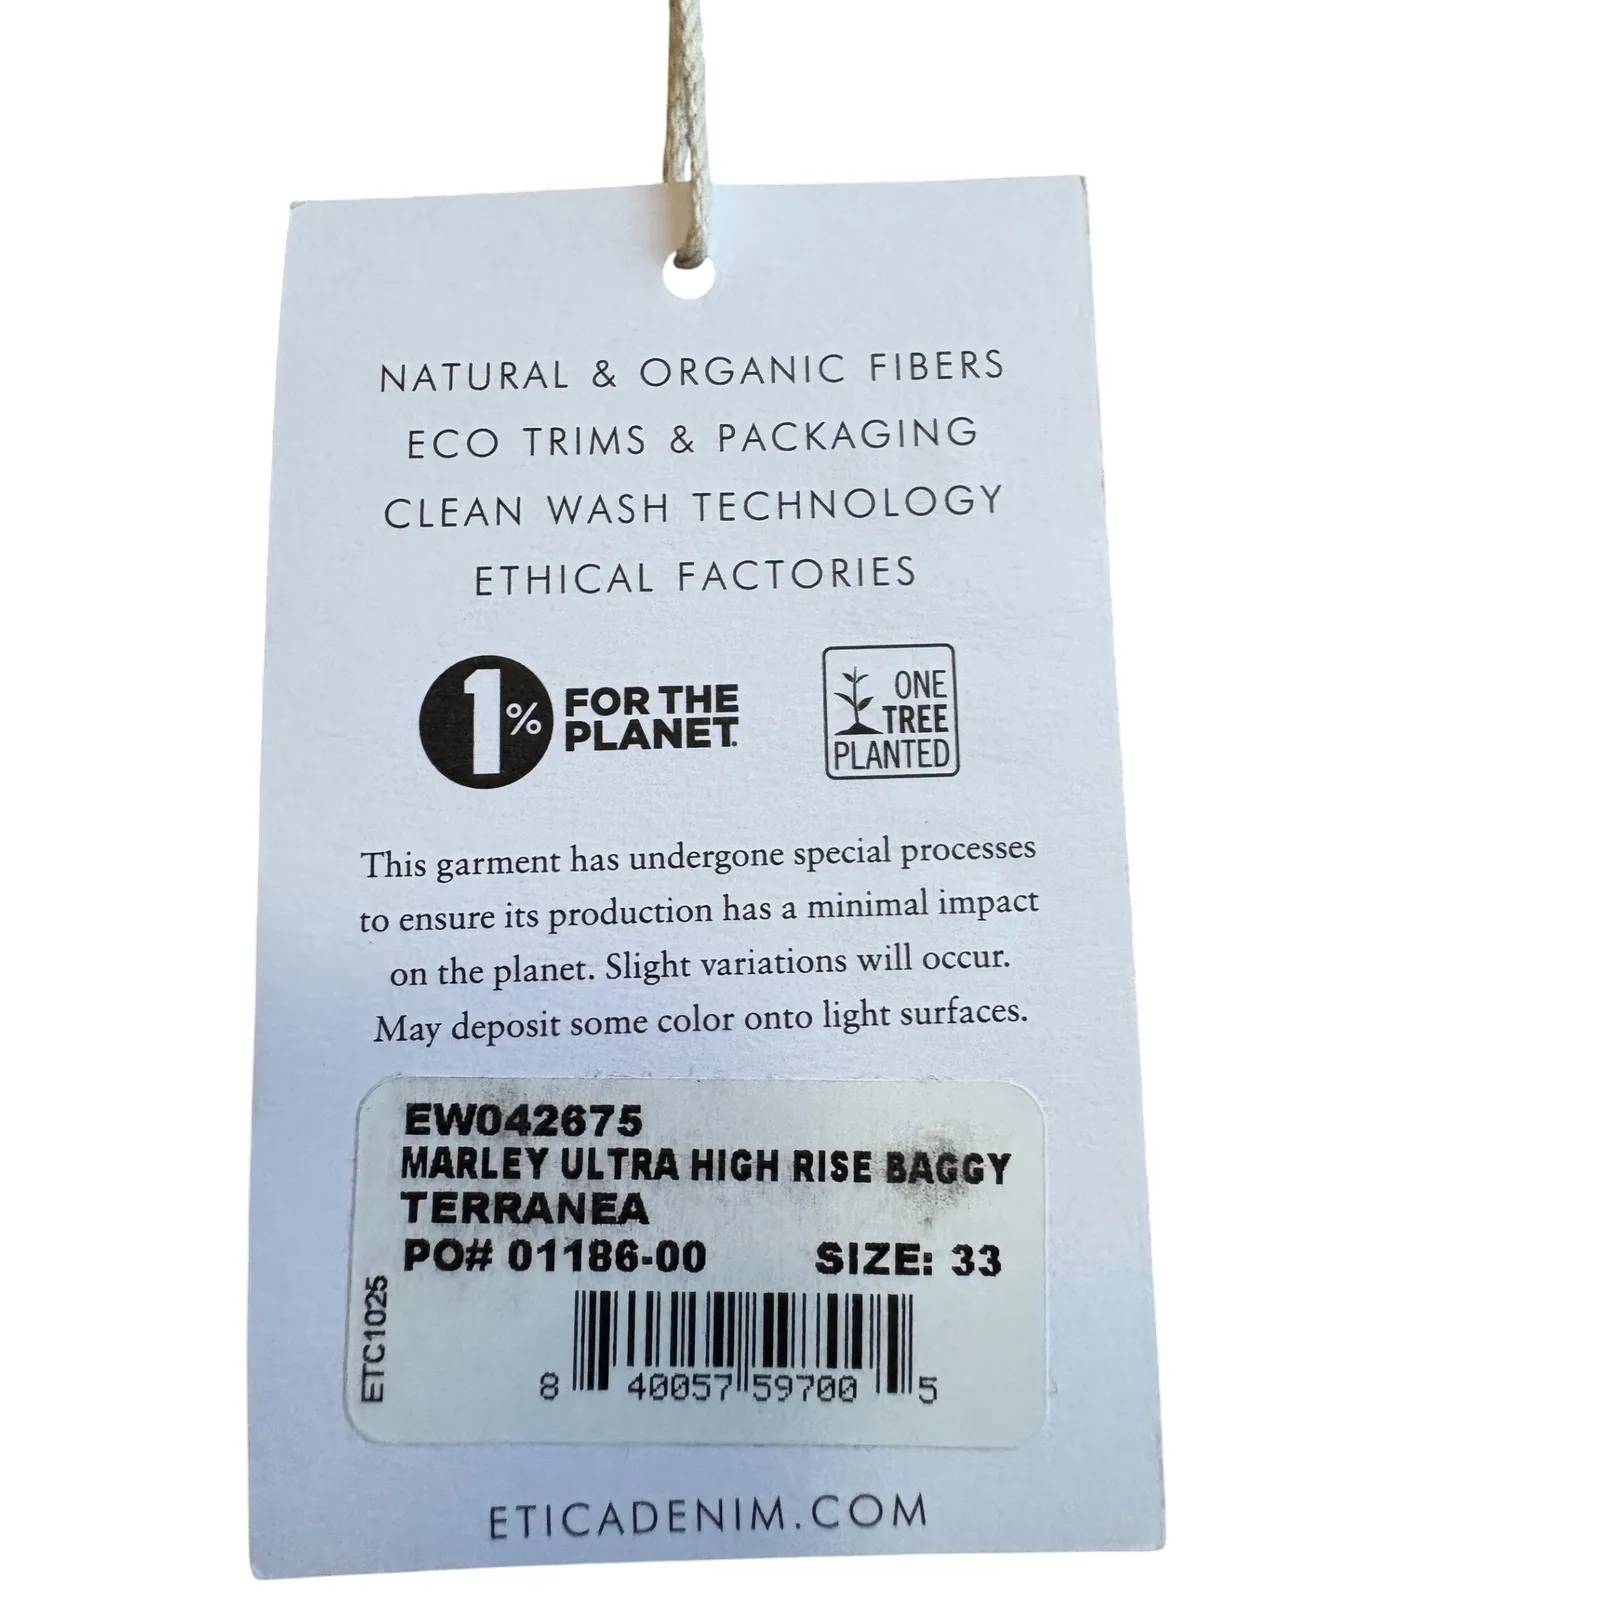 NATURAL & ORGANIC FIBERS
ECO TRIMS & PACKAGING
CLEAN WASH TECHNOLOGY
ETHICAL FACTORIES
1% FOR THE
PLANET.
ONE
TREE
PLANTED
This garment has undergone special processes
to ensure its production has a minimal impact
on the planet. Slight variations will occur.
May deposit some color onto light surfaces.
EW042675
MARLEY ULTRA HIGH RISE BAGGY
TERRANEA
PO# 01186-00 SIZE: 33
ETC1025
8 40057 59700 5
ETICADENIM.COM